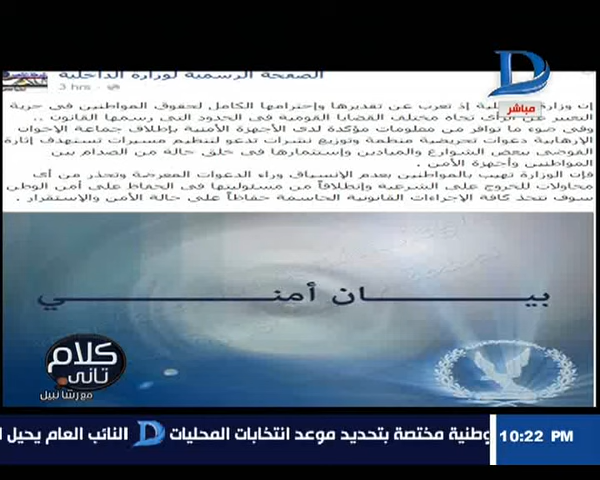 الصفحة الرسمية لوزارة الداخلية
3 hrs
مباشر
إن وزارة إذ تعرب عن تقديرها وإحترامها الكامل لحقوق المواطنين فى حرية
التعبير عن الرأى تجاه مختلف القضايا القومية فى الحدود التى رسمها القانون ..
وفى ضوء ما توافر من معلومات مؤكدة لدى الأجهزة الأمنية بإطلاق جماعة الإخوان
الإرهابية دعوات تحريضية منظمة وتوزيع نشرات تدعو لتنظيم مسيرات تستهدف إثارة
الفوضى ببعض الشوارع والميادين وإستثمارها فى خلق حالة من الصدام بين
المواطنين وأجهزة الأمن .
فإن الوزارة تهيب بالمواطنين بعدم الإنسياق وراء الدعوات المغرضة وتحذر من أى
محاولات للخروج على الشرعية وإنطلاقاً من مسئوليتها فى الحفاظ على أمن الوطن
سوف تتخذ كافة الإجراءات القانونية الحاسمة حفاظاً على حالة الأمن والإستقرار .
بيـــــان أمنـــــي
كلام
تانى
مع رشا نبيل
وطنية مختصة بتحديد موعد انتخابات المحليات
النائب العام يحيل
10:22 PM